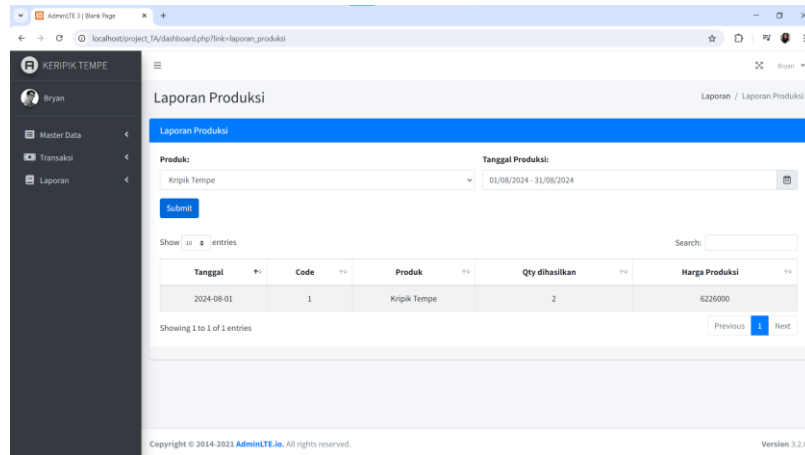 AdminLTE 3 | Blank Page
localhost/project_TA/dashboard.php?link=laporan_produksi
KERIPIK TEMPE
Bryan
Bryan
Laporan Produksi
Laporan / Laporan Produksi
Master Data
Transaksi
Laporan
Laporan Produksi
Produk:
Tanggal Produksi:
Kripik Tempe
01/08/2024 - 31/08/2024
Submit
Show 10 entries
Search:
Tanggal Code Produk Qty dihasilkan Harga Produksi
2024-08-01 1 Kripik Tempe 2 6226000
Showing 1 to 1 of 1 entries
Previous 1 Next
Copyright © 2014-2021 AdminLTE.io. All rights reserved.
Version 3.2.0